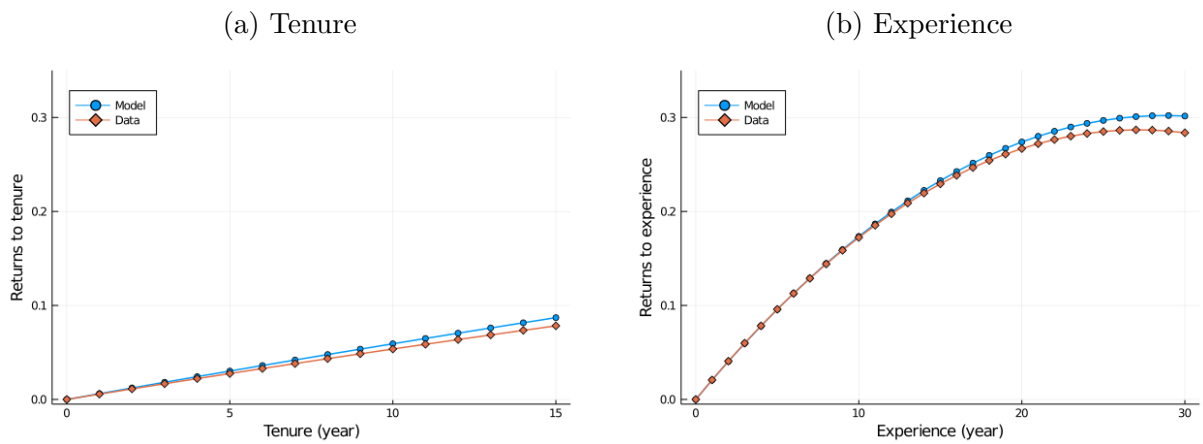 (a) Tenure
Returns to tenure
0.3
0.2
0.1
0.0
Model
Data
0
5
10
15
Tenure (year)
(b) Experience
Returns to experience
0.3
0.2
0.1
0.0
Model
Data
0
10
20
30
Experience (year)